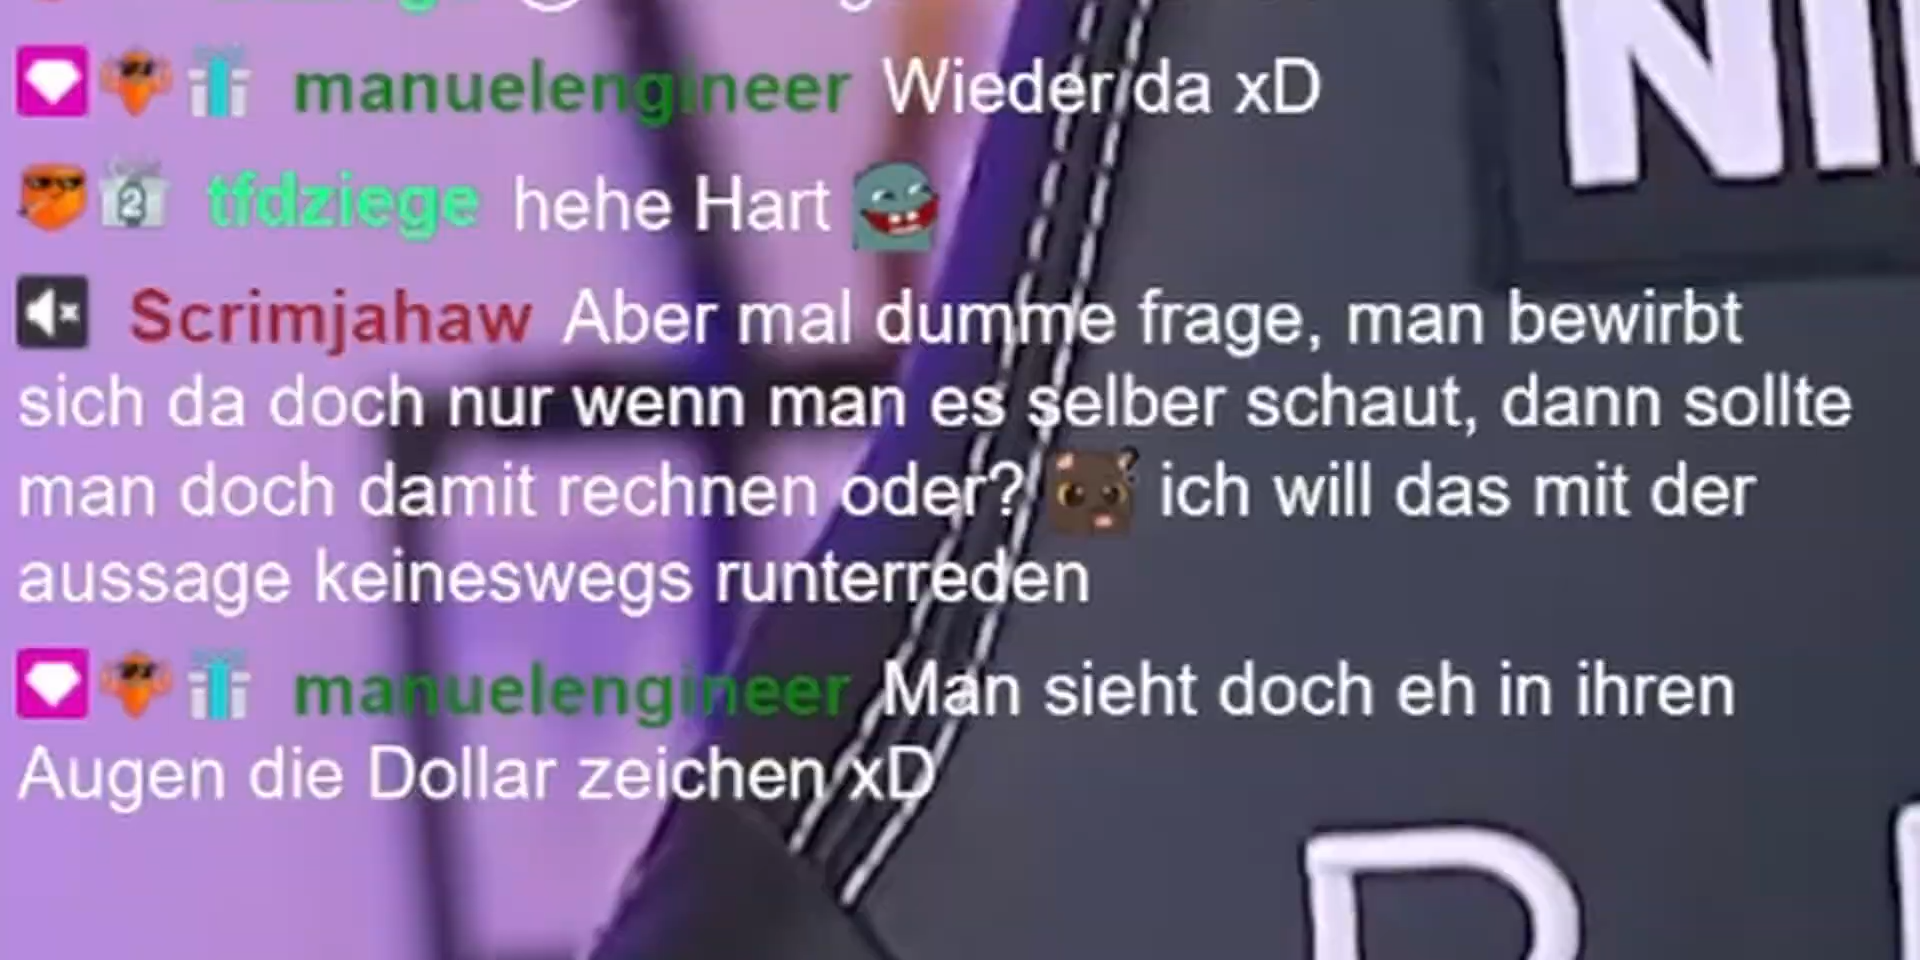 manuelengineer Wieder da xD
tfdziege hehe Hart
Scrimjahaw Aber mal dumme frage, man bewirbt
sich da doch nur wenn man es selber schaut, dann sollte
man doch damit rechnen oder? ich will das mit der
aussage keineswegs runterreden
manuelengineer Man sieht doch eh in ihren
Augen die Dollar zeichen xD